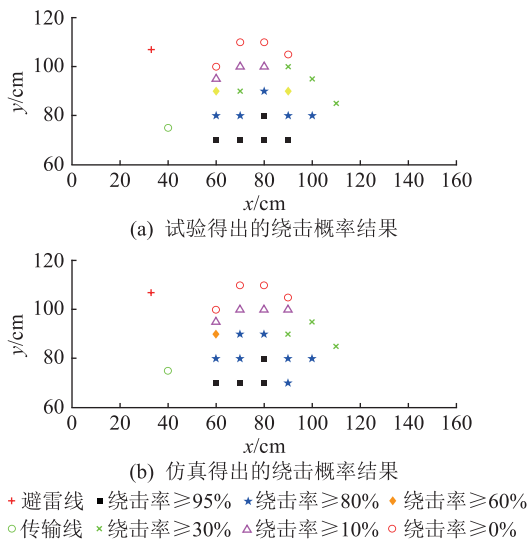 120
100
80
60
y/cm
0 20 40 60 80 100 120 140 160
x/cm
(a) 试验得出的绕击概率结果
120
100
80
60
y/cm
0 20 40 60 80 100 120 140 160
x/cm
(b) 仿真得出的绕击概率结果
避雷线 绕击率≥95% 绕击率≥80% 绕击率≥60%
传输线 绕击率≥30% 绕击率≥10% 绕击率≥0%